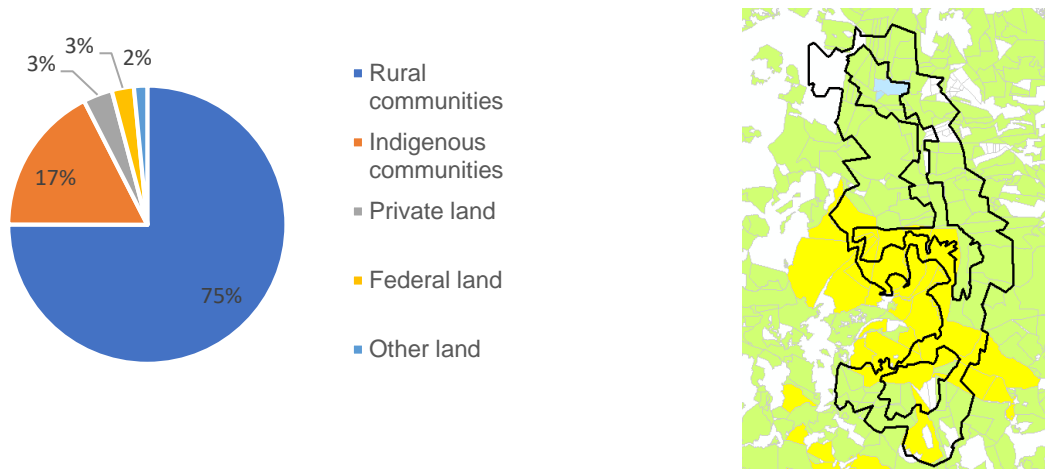 3%
2%
3%
17%
75%
Rural
communities
Indigenous
communities
Private land
Federal land
Other land